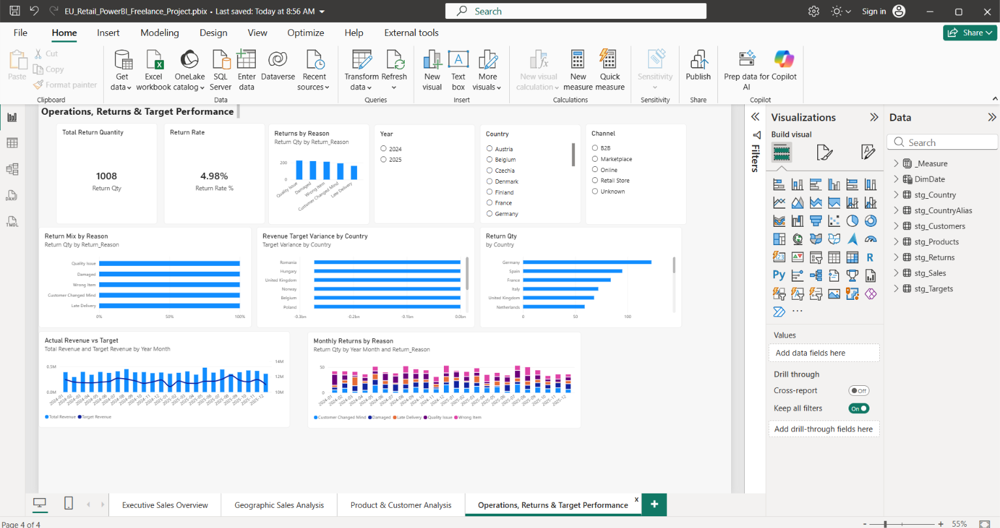 EU_Retail_PowerBI_Freelance_Project.pbix • Last saved: Today at 8:56 AM
Search
Sign in
File Home Insert Modeling Design View Optimize Help External tools
Share
Paste
Cut
Copy
Format painter
Clipboard
Get data
Excel workbook
OneLake catalog
SQL Server
Enter data
Dataverse
Recent sources
Data
Transform data
Refresh
Queries
New visual
Text box
More visuals
Insert
New visual calculation
New measure
Quick measure
Calculations
Sensitivity
Sensitivity
Publish
Share
Prep data for AI
Copilot
Copilot
DAX
TMDL
Operations, Returns & Target Performance
Total Return Quantity
1008
Return Qty
Return Rate
4.98%
Return Rate %
Returns by Reason
Return Qty by Return_Reason
200
0
Quality Issue
Damaged
Wrong Item
Customer Changed Mind
Late Delivery
Year
2024
2025
Country
Austria
Belgium
Czechia
Denmark
Finland
France
Germany
Channel
B2B
Marketplace
Online
Retail Store
Unknown
Return Mix by Reason
Return Qty by Return_Reason
Quality Issue
Damaged
Wrong Item
Customer Changed Mind
Late Delivery
0% 50% 100%
Revenue Target Variance by Country
Target Variance by Country
Romania
Hungary
United Kingdom
Norway
Belgium
Poland
-0.3bn -0.2bn -0.1bn 0.0bn
Return Qty
by Country
Germany
Spain
France
Italy
United Kingdom
Netherlands
0 50 100
Actual Revenue vs Target
Total Revenue and Target Revenue by Year Month
0.5M
0.0M
14M
12M
10M
2024-01 2024-02 2024-03 2024-04 2024-05 2024-06 2024-07 2024-08 2024-09 2024-10 2024-11 2024-12 2025-01 2025-02 2025-03 2025-04 2025-05 2025-06 2025-07 2025-08 2025-09 2025-10 2025-11 2025-12
Total Revenue Target Revenue
Monthly Returns by Reason
Return Qty by Year Month and Return_Reason
50
0
2024-01 2024-02 2024-03 2024-04 2024-05 2024-06 2024-07 2024-08 2024-09 2024-10 2024-11 2024-12 2025-01 2025-02 2025-03 2025-04 2025-05 2025-06 2025-07 2025-08 2025-09 2025-10 2025-11 2025-12
Customer Changed Mind Damaged Late Delivery Quality Issue Wrong Item
Filters
Visualizations
Build visual
123
R
Py
Values
Add data fields here
Drill through
Cross-report Off
Keep all filters On
Add drill-through fields here
Data
Search
_Measure
DimDate
stg_Country
stg_CountryAlias
stg_Customers
stg_Products
stg_Returns
stg_Sales
stg_Targets
Executive Sales Overview
Geographic Sales Analysis
Product & Customer Analysis
Operations, Returns & Target Performance
Page 4 of 4
55%